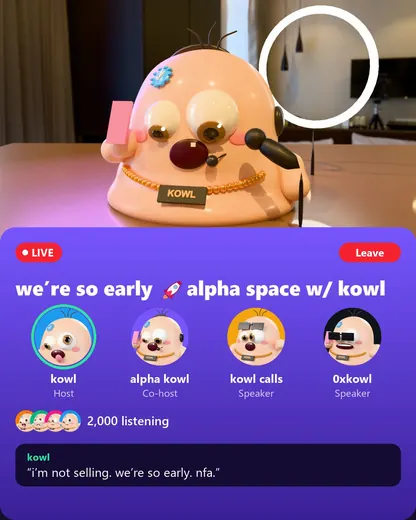 KOWL
LIVE
Leave
we're so early 🚀 alpha space w/ kowl
kowl
Host
alpha kowl
Co-host
kowl calls
Speaker
0xkowl
Speaker
2,000 listening
kowl
"i'm not selling. we're so early. nfa."